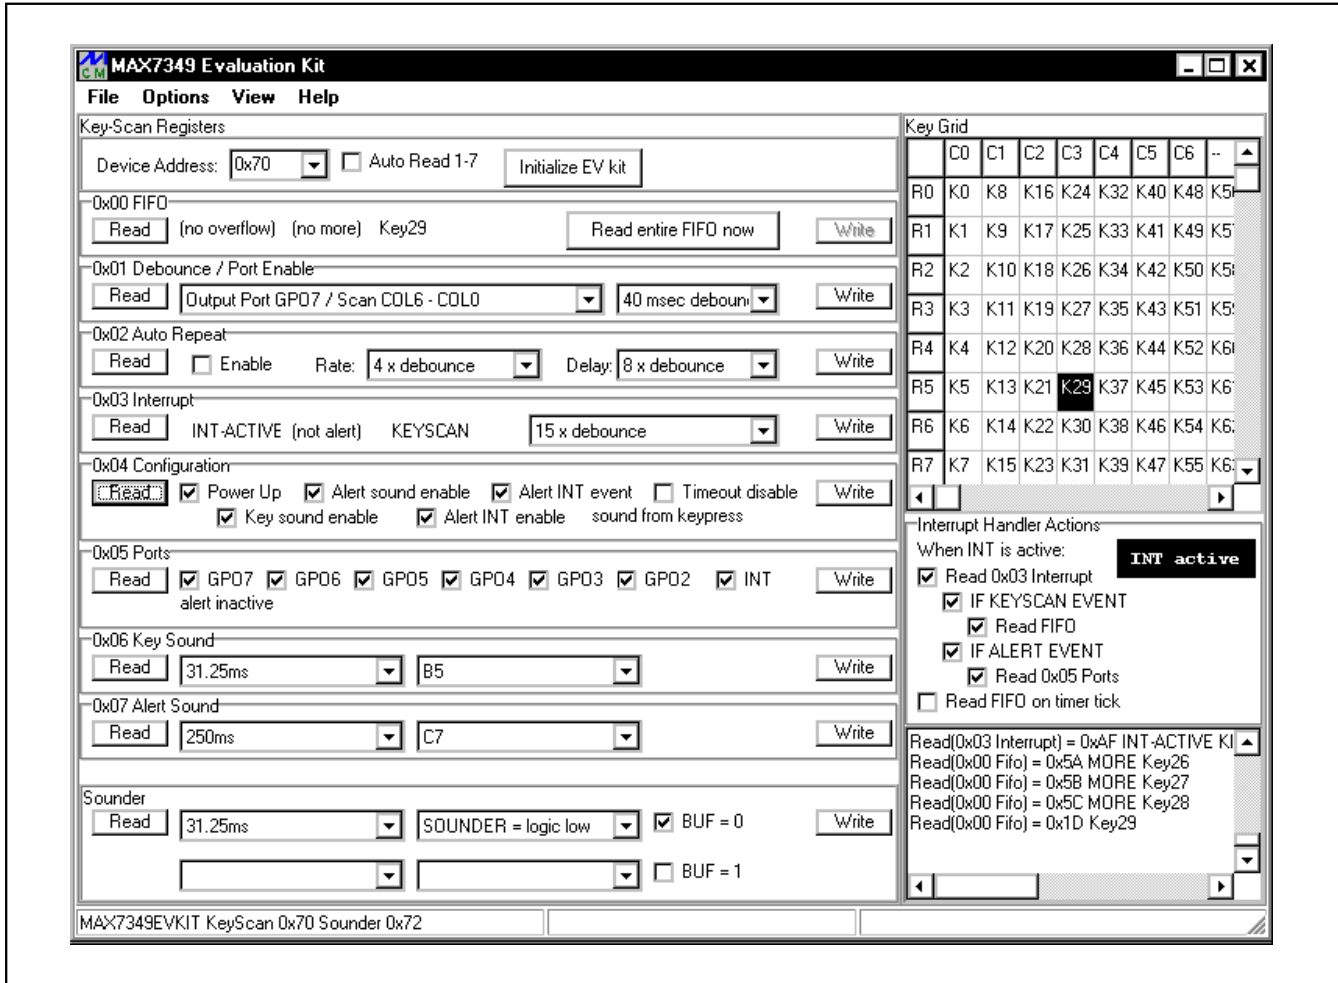 MAX7349 Evaluation Kit
File Options View Help
Key-Scan Registers
Device Address: 0x70 Auto Read 1-7 Initialize EV kit
0x00 FIFO
Read (no overflow) (no more) Key29 Read entire FIFO now Write
0x01 Debounce / Port Enable
Read Output Port GPO7 / Scan COL6 - COL0 40 msec deboun Write
0x02 Auto Repeat
Read Enable Rate: 4 x debounce Delay: 8 x debounce Write
0x03 Interrupt
Read INT-ACTIVE (not alert) KEYSCAN 15 x debounce Write
0x04 Configuration
Read Power Up Alert sound enable Alert INT event Timeout disable Write
Key sound enable Alert INT enable sound from keypress
0x05 Ports
Read GPO7 GPO6 GPO5 GPO4 GPO3 GPO2 INT Write
alert inactive
0x06 Key Sound
Read 31.25ms B5 Write
0x07 Alert Sound
Read 250ms C7 Write
Sounder
Read 31.25ms SOUNDER = logic low BUF = 0 Write
BUF = 1
Key Grid
C0 C1 C2 C3 C4 C5 C6 --
R0 K0 K8 K16 K24 K32 K40 K48
R1 K1 K9 K17 K25 K33 K41 K49
R2 K2 K10 K18 K26 K34 K42 K50
R3 K3 K11 K19 K27 K35 K43 K51
R4 K4 K12 K20 K28 K36 K44 K52
R5 K5 K13 K21 K29 K37 K45 K53
R6 K6 K14 K22 K30 K38 K46 K54
R7 K7 K15 K23 K31 K39 K47 K55
Interrupt Handler Actions
When INT is active: INT active
Read 0x03 Interrupt
IF KEYSCAN EVENT
Read FIFO
IF ALERT EVENT
Read 0x05 Ports
Read FIFO on timer tick
Read(0x03 Interrupt) = 0xAF INT-ACTIVE
Read(0x00 Fifo) = 0x5A MORE Key26
Read(0x00 Fifo) = 0x5B MORE Key27
Read(0x00 Fifo) = 0x5C MORE Key28
Read(0x00 Fifo) = 0x1D Key29
MAX7349EVKIT KeyScan 0x70 Sounder 0x72